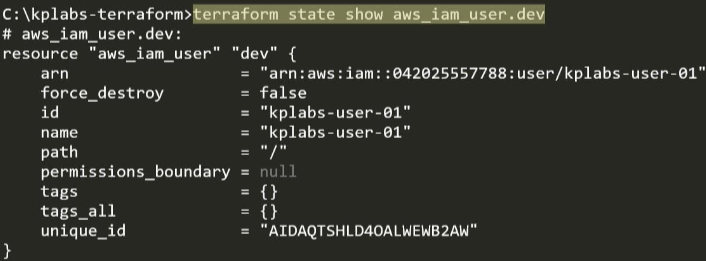 C:\kplabs-terraform>terraform state show aws_iam_user.dev
# aws_iam_user.dev:
resource "aws_iam_user" "dev" {
    arn                  = "arn:aws:iam::042025557788:user/kplabs-user-01"
    force_destroy        = false
    id                   = "kplabs-user-01"
    name                 = "kplabs-user-01"
    path                 = "/"
    permissions_boundary = null
    tags                 = {}
    tags_all             = {}
    unique_id            = "AIDAQTSHLD4OALWEWB2AW"
}